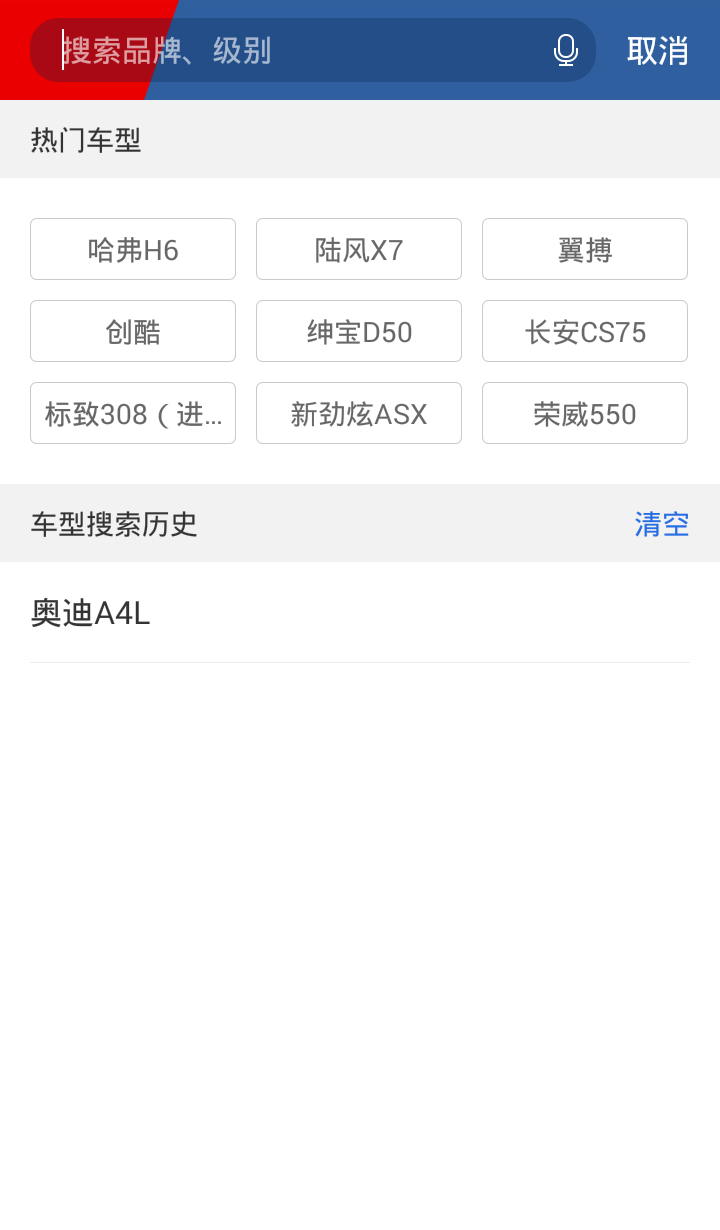 搜索品牌、级别
取消
热门车型
哈弗H6
陆风X7
翼搏
创酷
绅宝D50
长安CS75
标致308（进...
新劲炫ASX
荣威550
车型搜索历史
清空
奥迪A4L